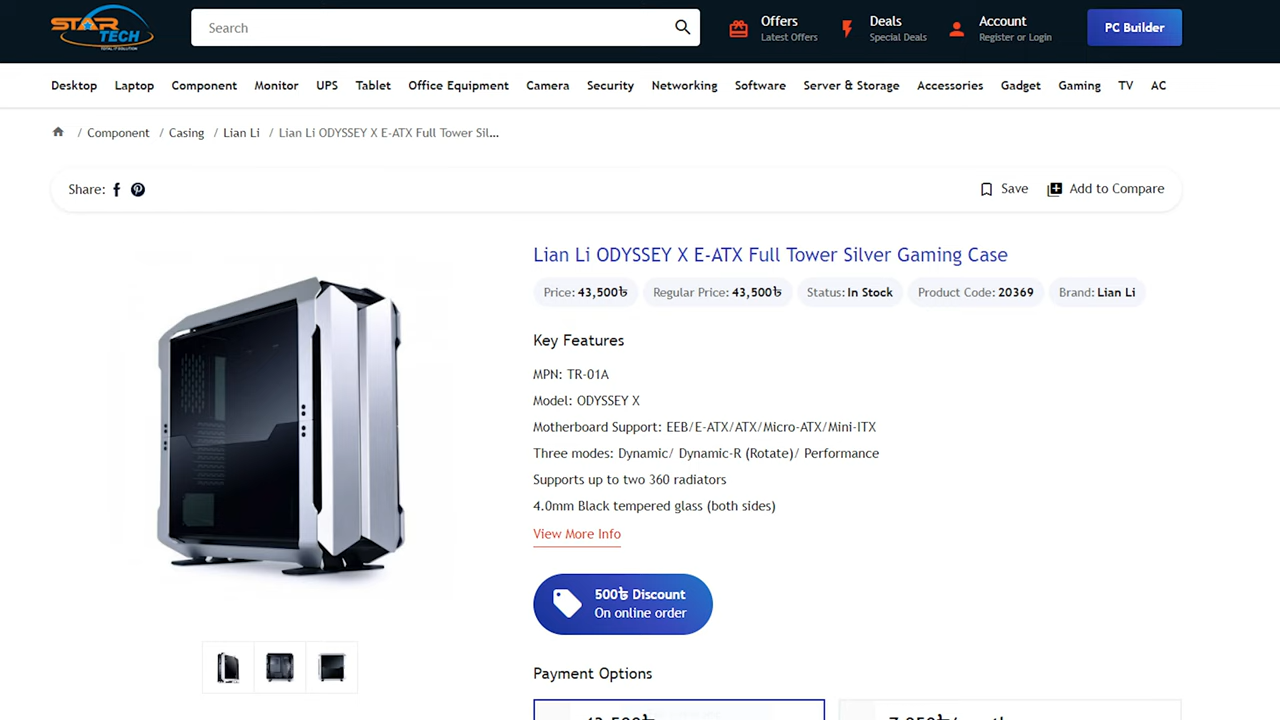 STAR TECH
TOTAL IT SOLUTION
Search
Offers
Latest Offers
Deals
Special Deals
Account
Register or Login
PC Builder
Desktop Laptop Component Monitor UPS Tablet Office Equipment Camera Security Networking Software Server & Storage Accessories Gadget Gaming TV AC
/ Component / Casing / Lian Li / Lian Li ODYSSEY X E-ATX Full Tower Sil...
Share:
Save
Add to Compare
Lian Li ODYSSEY X E-ATX Full Tower Silver Gaming Case
Price: 43,500৳ Regular Price: 43,500৳ Status: In Stock Product Code: 20369 Brand: Lian Li
Key Features
MPN: TR-01A
Model: ODYSSEY X
Motherboard Support: EEB/E-ATX/ATX/Micro-ATX/Mini-ITX
Three modes: Dynamic/ Dynamic-R (Rotate)/ Performance
Supports up to two 360 radiators
4.0mm Black tempered glass (both sides)
View More Info
500৳ Discount
On online order
Payment Options